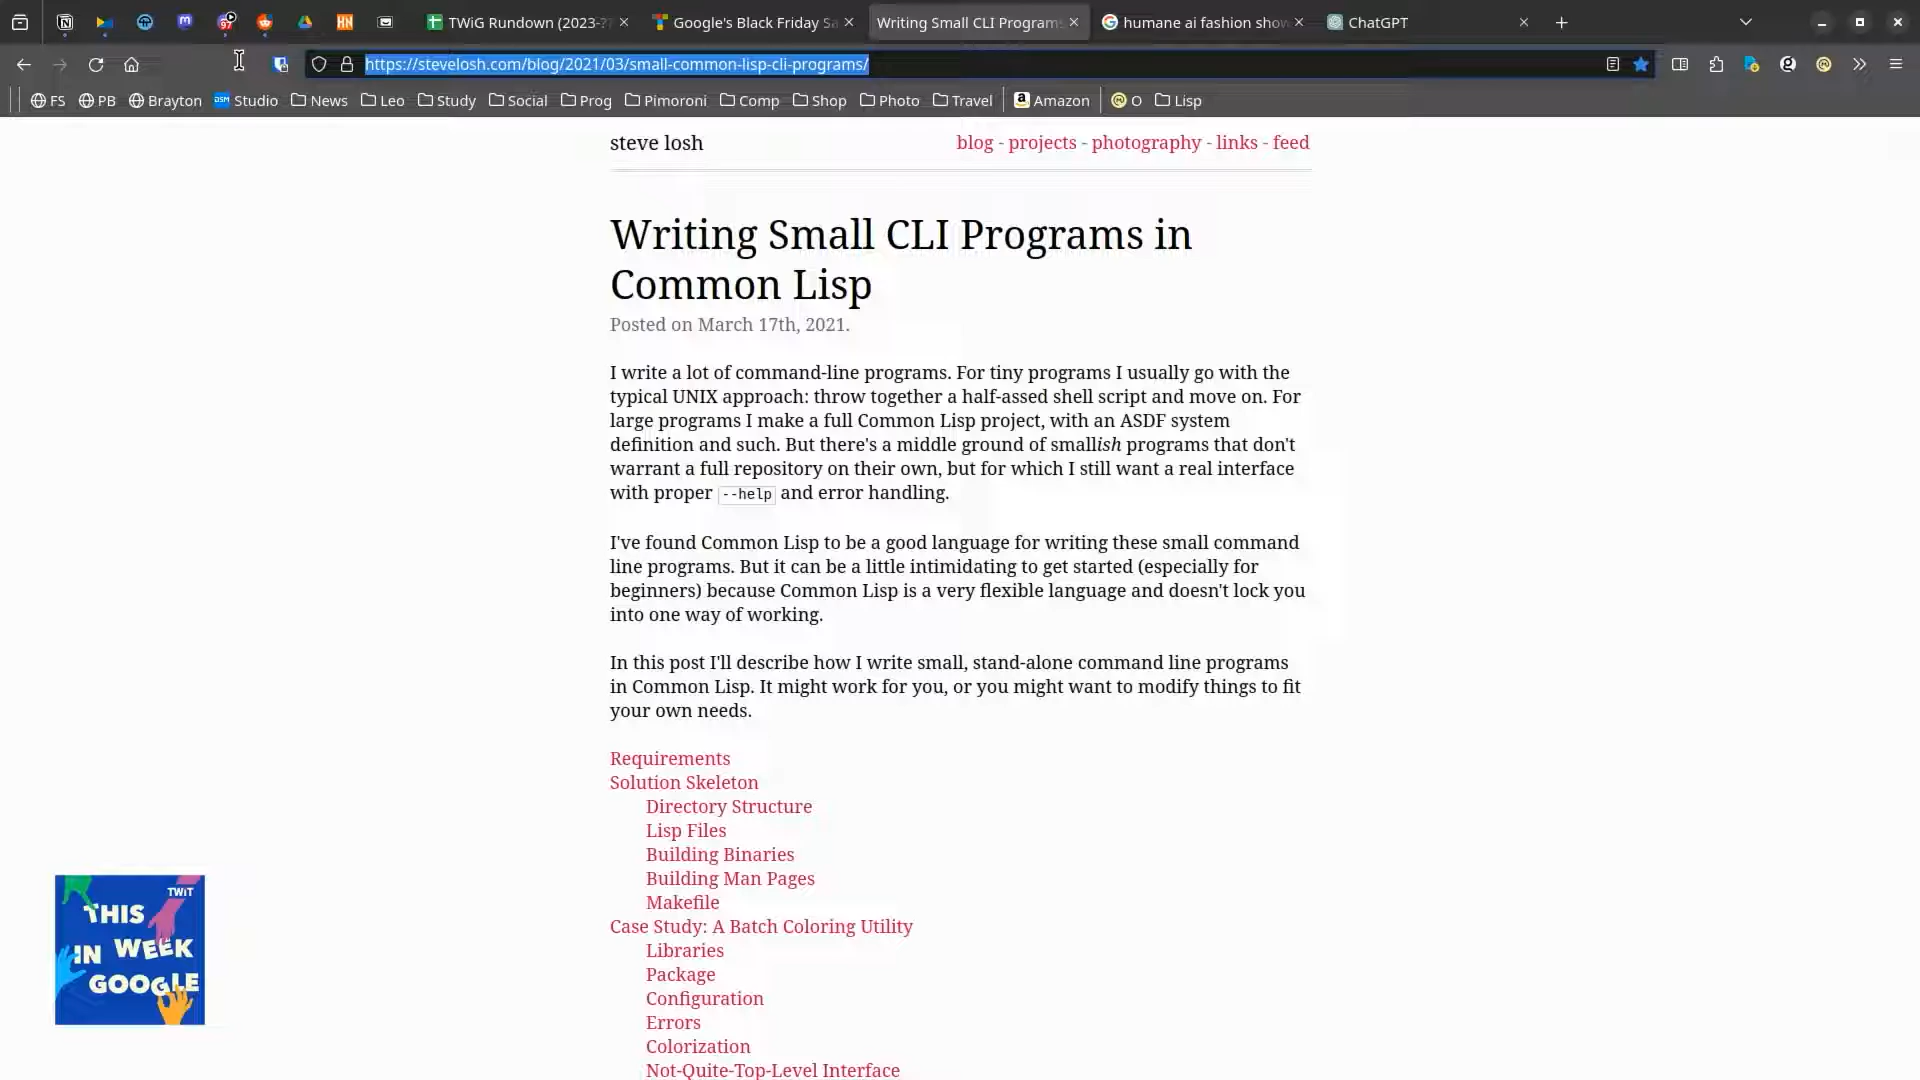 TWiG Rundown (2023-??
Google's Black Friday Sa
Writing Small CLI Programs
humane ai fashion show
ChatGPT
https://stevelosh.com/blog/2021/03/small-common-lisp-cli-programs/
FS PB Brayton Studio News Leo Study Social Prog Pimoroni Comp Shop Photo Travel Amazon O Lisp
steve losh
blog - projects - photography - links - feed
Writing Small CLI Programs in
Common Lisp
Posted on March 17th, 2021.
I write a lot of command-line programs. For tiny programs I usually go with the
typical UNIX approach: throw together a half-assed shell script and move on. For
large programs I make a full Common Lisp project, with an ASDF system
definition and such. But there's a middle ground of smallish programs that don't
warrant a full repository on their own, but for which I still want a real interface
with proper --help and error handling.
I've found Common Lisp to be a good language for writing these small command
line programs. But it can be a little intimidating to get started (especially for
beginners) because Common Lisp is a very flexible language and doesn't lock you
into one way of working.
In this post I'll describe how I write small, stand-alone command line programs
in Common Lisp. It might work for you, or you might want to modify things to fit
your own needs.
Requirements
Solution Skeleton
Directory Structure
Lisp Files
Building Binaries
Building Man Pages
Makefile
Case Study: A Batch Coloring Utility
Libraries
Package
Configuration
Errors
Colorization
Not-Quite-Top-Level Interface
TWiT
THIS
IN WEEK
GOOGLE